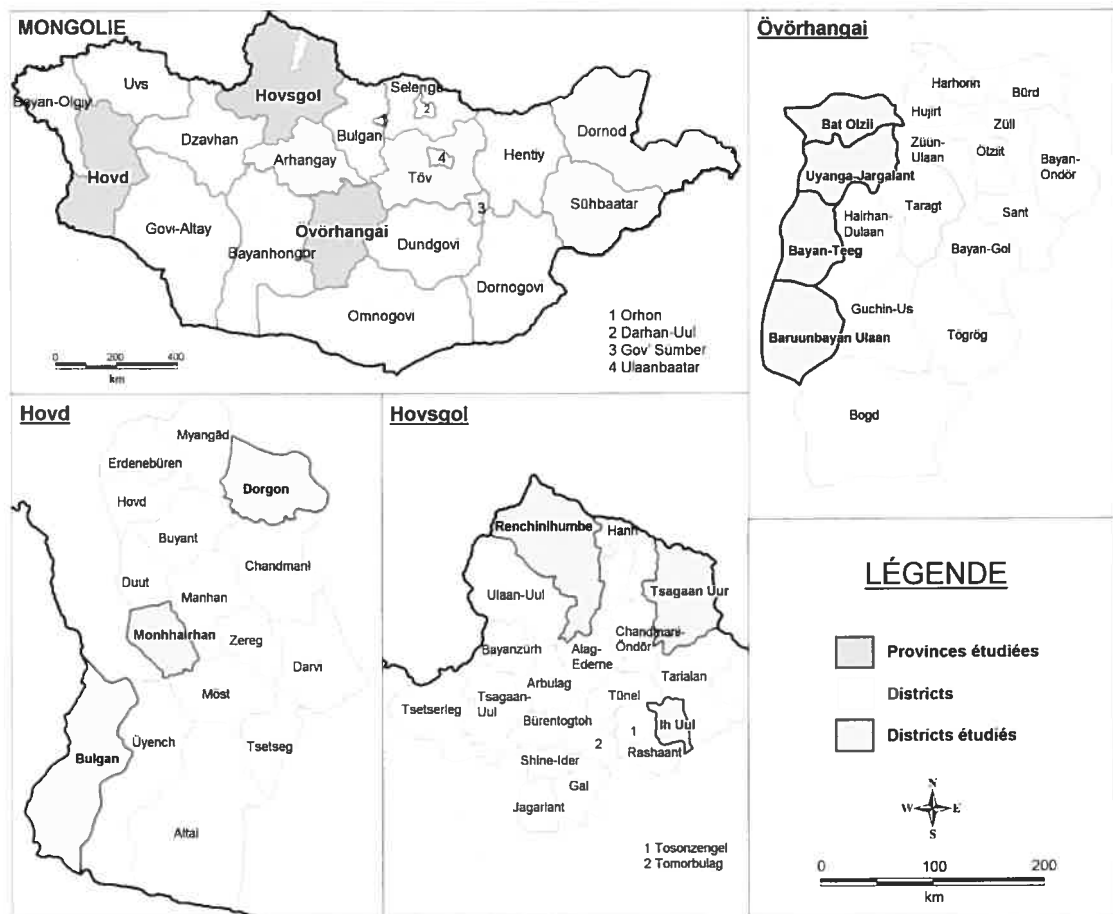 MONGOLIE
Uvs
Bayan-Olgiy
Hovsgol
Selenge
2
1
Dzavhan
Bulgan
Dornod
Arhangay
4
Hentiy
Hovd
Töv
3
Sühbaatar
Govi-Altay
Övörhangai
Bayanhongor
Dundgovi
Dornogovi
Omnogovi
1 Orhon
2 Darhan-Uul
3 Gov' Sümber
4 Ulaanbaatar
0 200 400
km
Övörhangai
Harhorin
Bürd
Bat Olzii
Hujirt
Züll
Züün-
Ulaan
Ölziit
Bayan-
Ondör
Uyanga-Jargalant
Taragt
Hairhan-
Dulaan
Sant
Bayan-Teeg
Bayan-Gol
Guchin-Us
Baruunbayan Ulaan
Tögrög
Bogd
Hovd
Myangäd
Erdenebüren
Dorgon
Hovd
Buyant
Chandmanı
Duut
Manhan
Monhhairhan
Zereg
Darvi
Möst
Üyench
Tsetseg
Bulgan
Altai
Hovsgol
Renchinlhumbe
Hanh
Ulaan-Uul
Tsagaan Uur
Chandmani-
Öndör
Bayanzürh
Alag-
Ederne
Tarialan
Arbulag
Tsagaan-
Uul
Tünel
Tsetserleg
Bürentogtoh
1
Ih Uul
2
Rashaant
Shine-Ider
Gal
Jagarlant
1 Tosonzengel
2 Tomorbulag
LÉGENDE
Provinces étudiées
Districts
Districts étudiés
N
W E
S
0 100 200
km